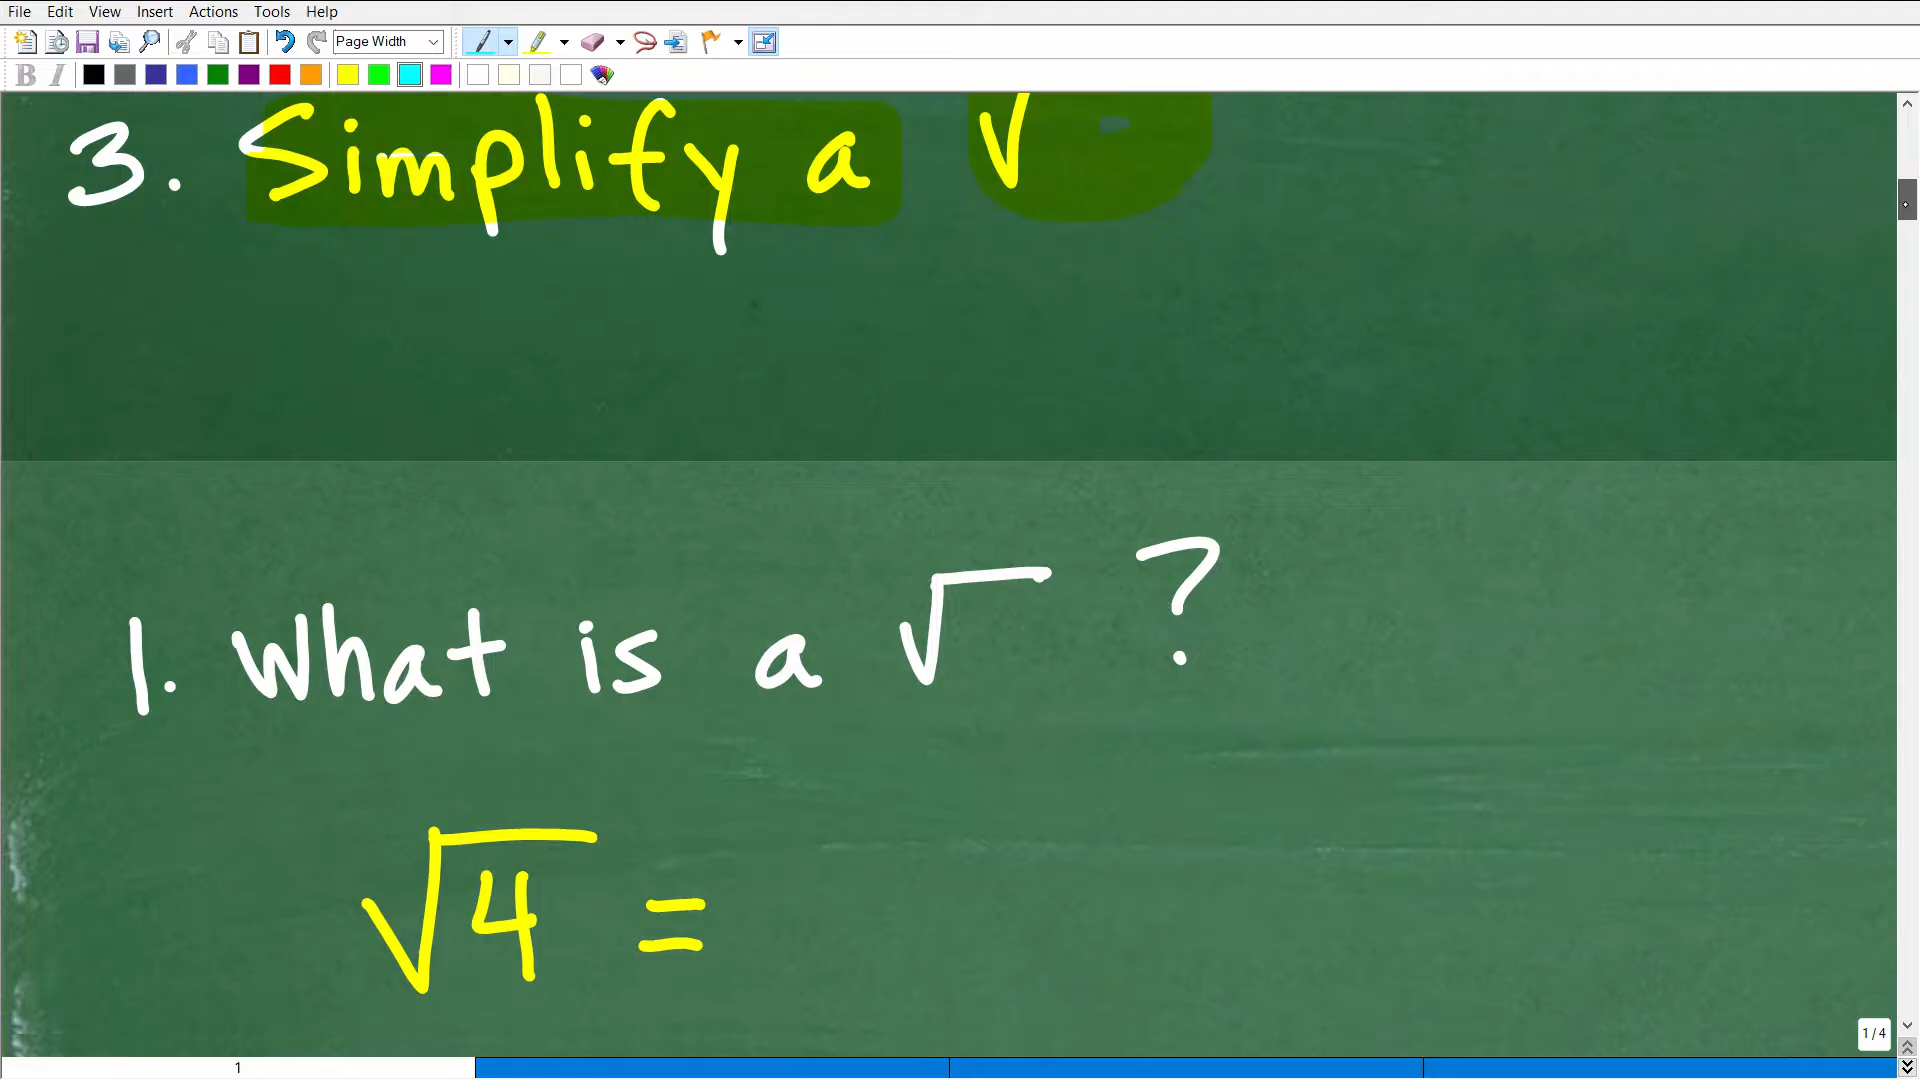 File Edit View Insert Actions Tools Help
Page Width
B I
3. Simplify a √
1. What is a √ ?
√4 =
1/4
1